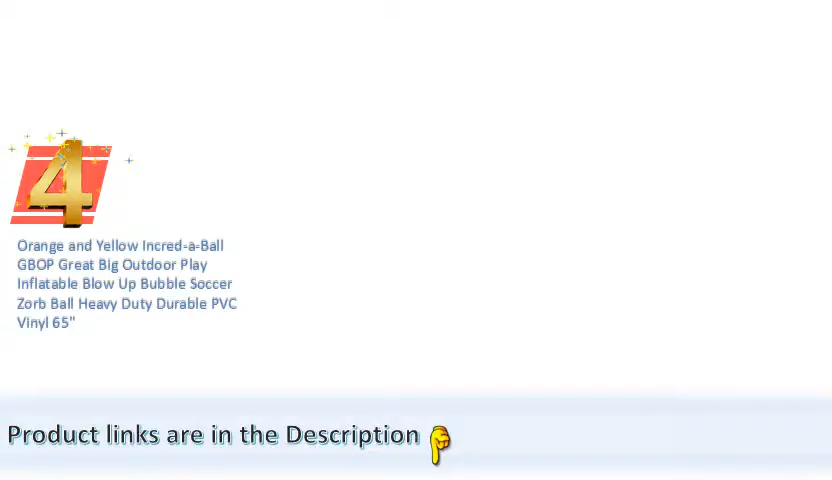 4
Orange and Yellow Incred-a-Ball
GBOP Great Big Outdoor Play
Inflatable Blow Up Bubble Soccer
Zorb Ball Heavy Duty Durable PVC
Vinyl 65"
Product links are in the Description